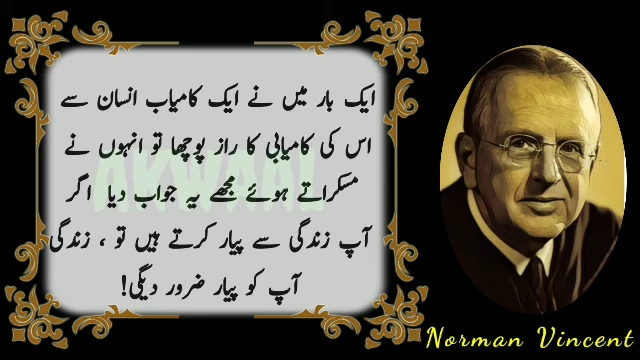 ایک بار میں نے ایک کامیاب انسان سے
اس کی کامیابی کا راز پوچھا تو انہوں نے
مسکراتے ہوئے مجھے یہ جواب دیا اگر
آپ زندگی سے پیار کرتے ہیں تو ، زندگی
آپ کو پیار ضرور دیگی!
AKWAAL
Norman Vincent